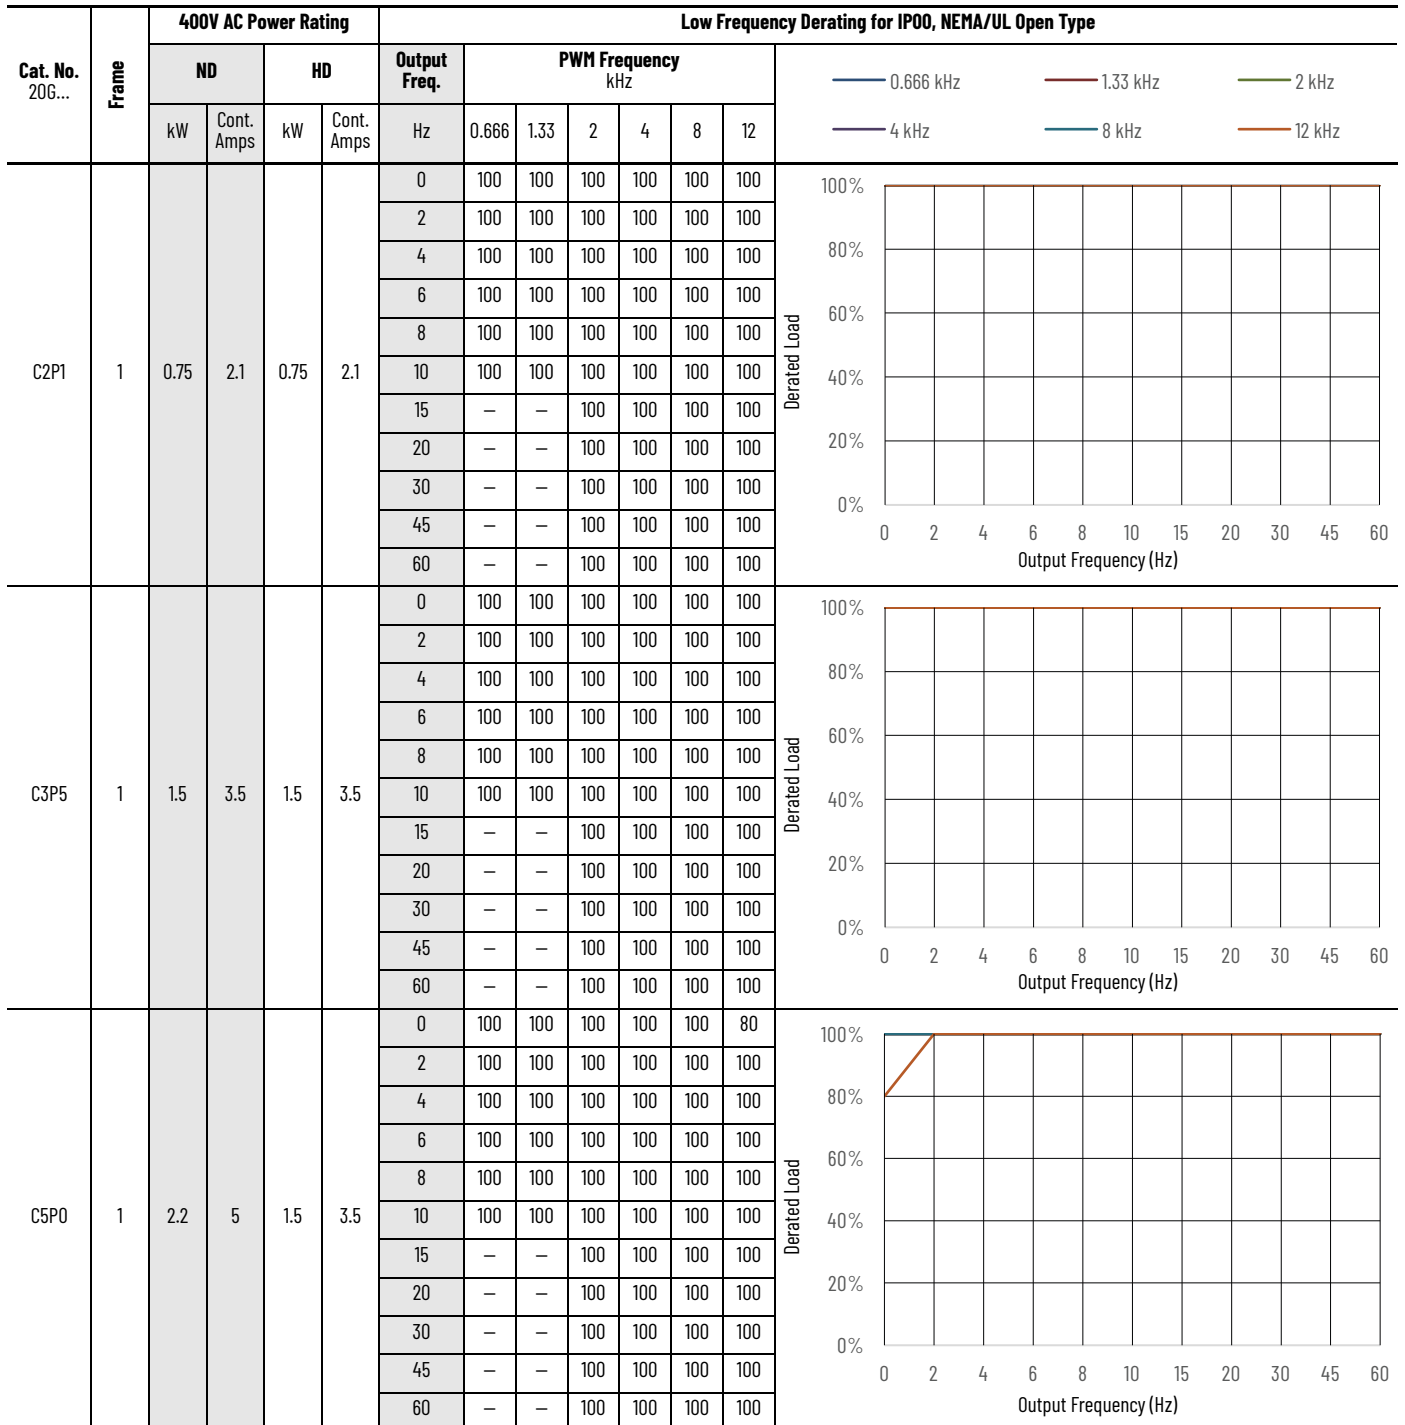 400V AC Power Rating Low Frequency Derating for IP00, NEMA/UL Open Type
Cat. No. 20G... Frame ND HD Output Freq. PWM Frequency kHz
0.666 kHz 1.33 kHz 2 kHz
kW Cont. Amps kW Cont. Amps Hz 0.666 1.33 2 4 8 12
4 kHz 8 kHz 12 kHz
C2P1 1 0.75 2.1 0.75 2.1
0 100 100 100 100 100 100
2 100 100 100 100 100 100
4 100 100 100 100 100 100
6 100 100 100 100 100 100
8 100 100 100 100 100 100
10 100 100 100 100 100 100
15 – – 100 100 100 100
20 – – 100 100 100 100
30 – – 100 100 100 100
45 – – 100 100 100 100
60 – – 100 100 100 100
Derated Load
100%
80%
60%
40%
20%
0%
0 2 4 6 8 10 15 20 30 45 60
Output Frequency (Hz)
C3P5 1 1.5 3.5 1.5 3.5
0 100 100 100 100 100 100
2 100 100 100 100 100 100
4 100 100 100 100 100 100
6 100 100 100 100 100 100
8 100 100 100 100 100 100
10 100 100 100 100 100 100
15 – – 100 100 100 100
20 – – 100 100 100 100
30 – – 100 100 100 100
45 – – 100 100 100 100
60 – – 100 100 100 100
Derated Load
100%
80%
60%
40%
20%
0%
0 2 4 6 8 10 15 20 30 45 60
Output Frequency (Hz)
C5P0 1 2.2 5 1.5 3.5
0 100 100 100 100 100 80
2 100 100 100 100 100 100
4 100 100 100 100 100 100
6 100 100 100 100 100 100
8 100 100 100 100 100 100
10 100 100 100 100 100 100
15 – – 100 100 100 100
20 – – 100 100 100 100
30 – – 100 100 100 100
45 – – 100 100 100 100
60 – – 100 100 100 100
Derated Load
100%
80%
60%
40%
20%
0%
0 2 4 6 8 10 15 20 30 45 60
Output Frequency (Hz)